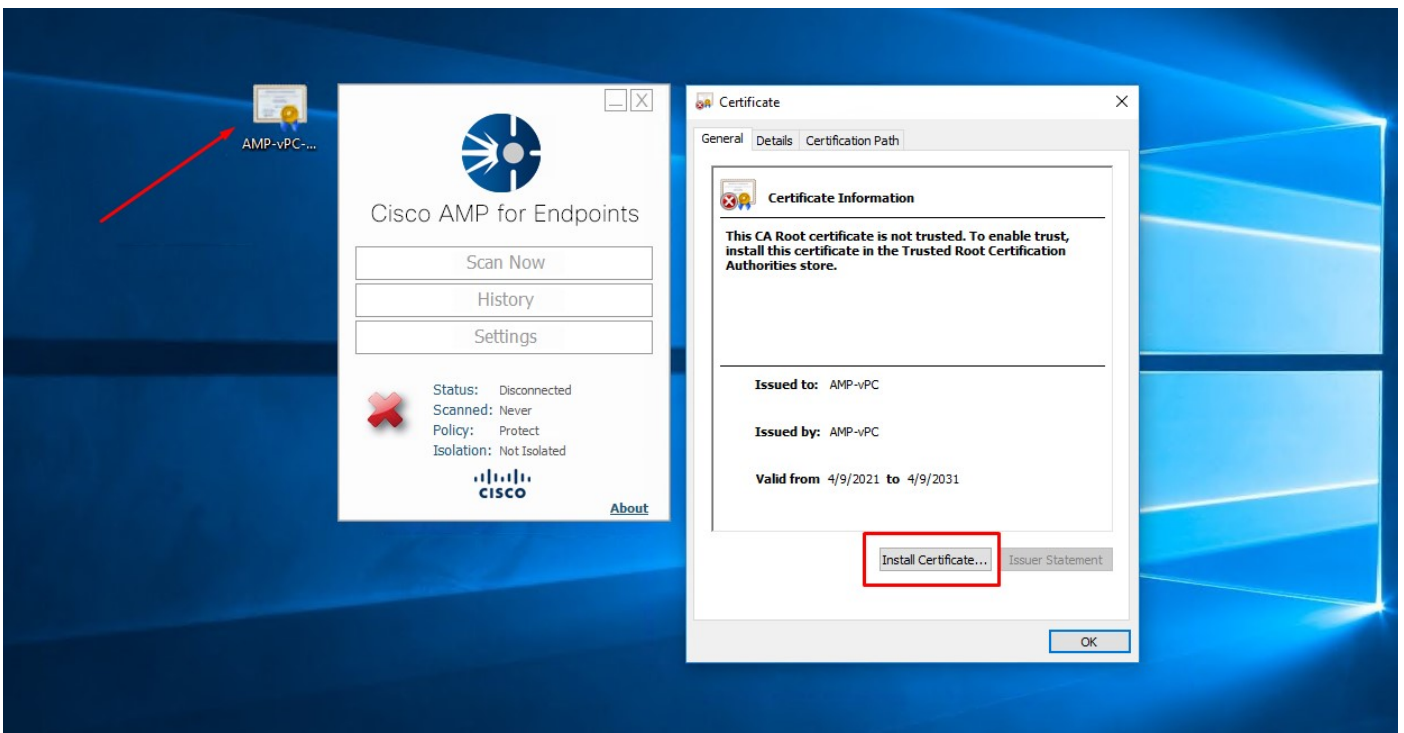 AMP-vPC-...
X
Cisco AMP for Endpoints
Scan Now
History
Settings
Status: Disconnected
Scanned: Never
Policy: Protect
Isolation: Not Isolated
CISCO
About
Certificate
General Details Certification Path
Certificate Information
This CA Root certificate is not trusted. To enable trust,
install this certificate in the Trusted Root Certification
Authorities store.
Issued to: AMP-vPC
Issued by: AMP-vPC
Valid from 4/9/2021 to 4/9/2031
Install Certificate... Issuer Statement
OK